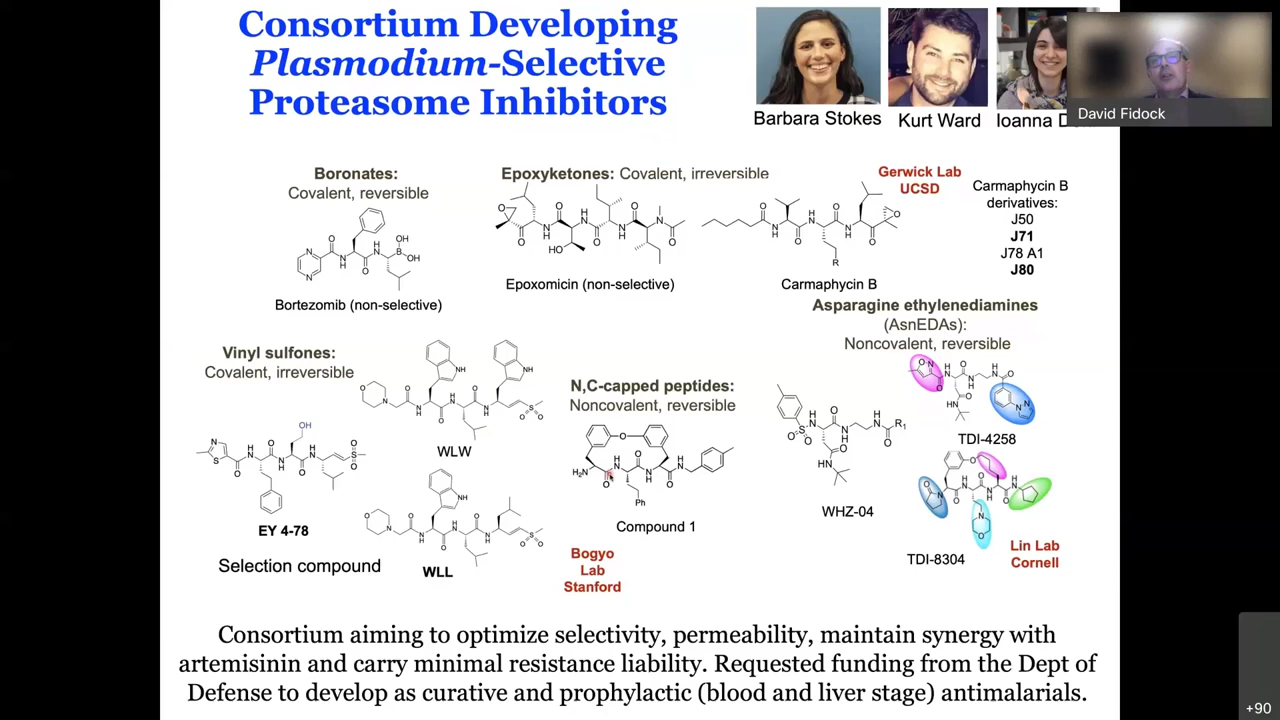 Consortium Developing
Plasmodium-Selective
Proteasome Inhibitors
Barbara Stokes
Kurt Ward
Ioanna
David Fidock
Boronates:
Covalent, reversible
Bortezomib (non-selective)
Epoxyketones: Covalent, irreversible
Epoxomicin (non-selective)
Gerwick Lab
UCSD
Carmaphycin B
Carmaphycin B
derivatives:
J50
J71
J78 A1
J80
Asparagine ethylenediamines
(AsnEDAs):
Noncovalent, reversible
Vinyl sulfones:
Covalent, irreversible
WLW
EY 4-78
Selection compound
WLL
N,C-capped peptides:
Noncovalent, reversible
Compound 1
Bogyo
Lab
Stanford
WHZ-04
TDI-4258
TDI-8304
Lin Lab
Cornell
Consortium aiming to optimize selectivity, permeability, maintain synergy with
artemisinin and carry minimal resistance liability. Requested funding from the Dept of
Defense to develop as curative and prophylactic (blood and liver stage) antimalarials.
+90